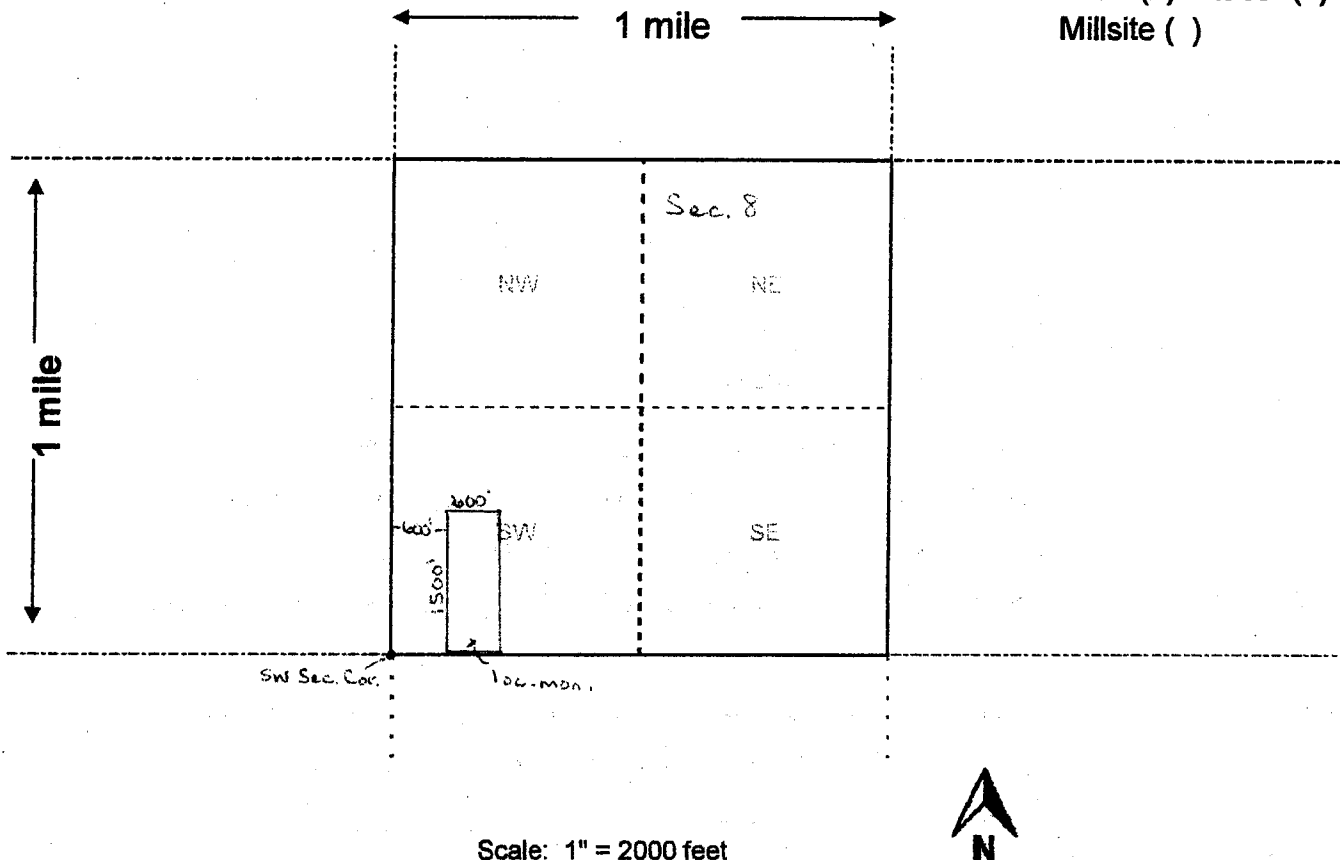 1 mile
Millsite ( )
Sec. 8
NW
NE
1 mile
600'
600'
SW
SE
1500'
SW Sec. Cor.
loc. mon.
Scale: 1" = 2000 feet
N